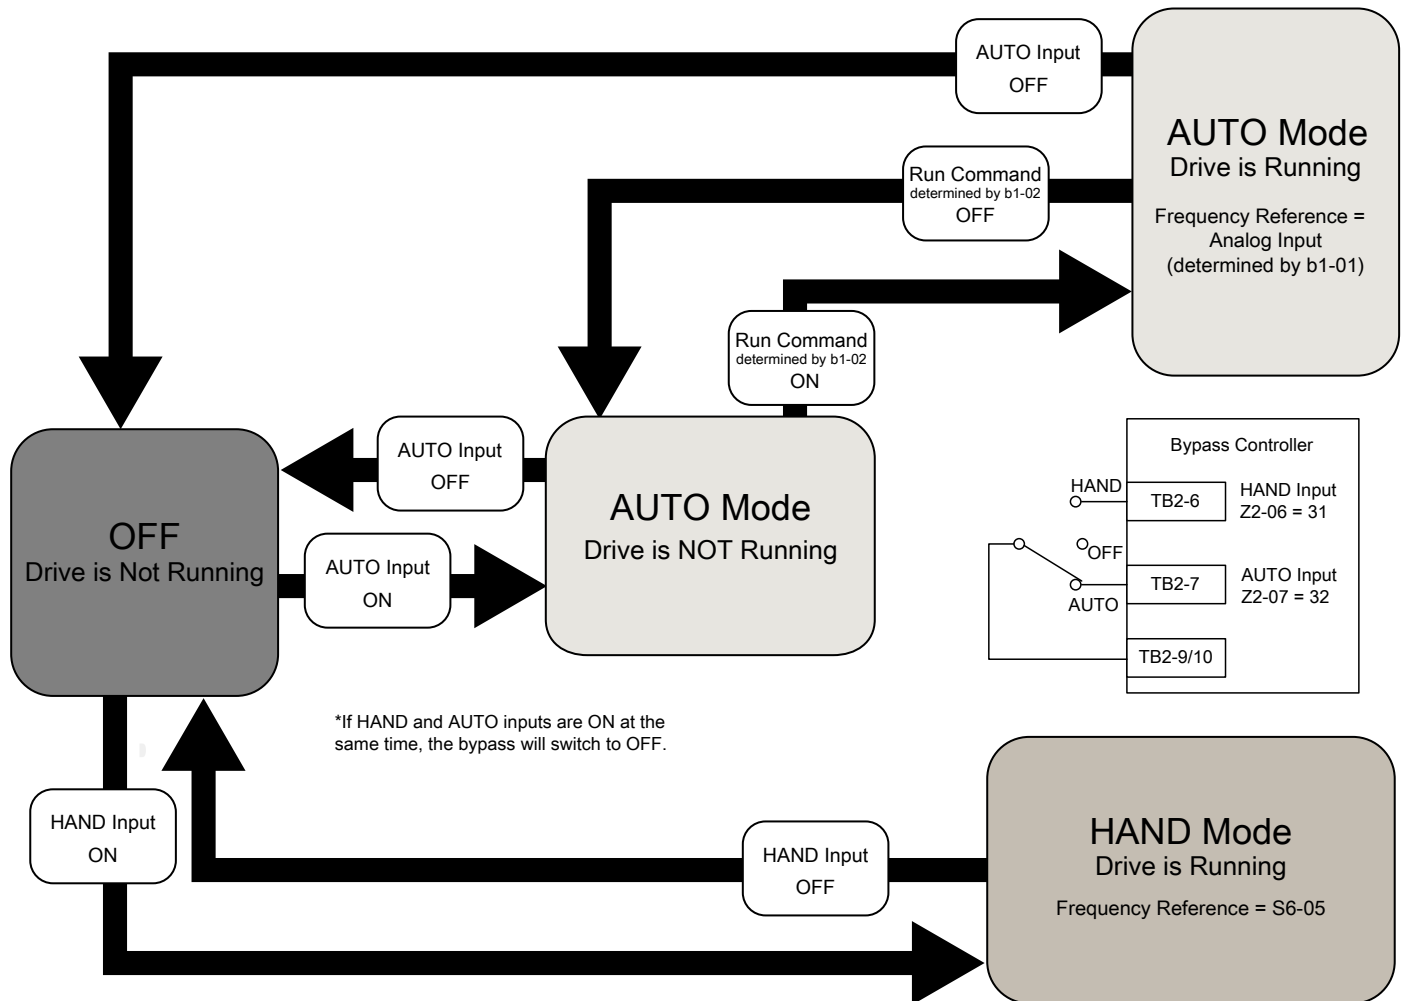 AUTO Input
OFF
AUTO Mode
Drive is Running
Frequency Reference =
Analog Input
(determined by b1-01)
Run Command
determined by b1-02
OFF
Run Command
determined by b1-02
ON
AUTO Input
OFF
AUTO Mode
Drive is NOT Running
OFF
Drive is Not Running
AUTO Input
ON
Bypass Controller
HAND
TB2-6
HAND Input
Z2-06 = 31
OFF
TB2-7
AUTO Input
Z2-07 = 32
AUTO
TB2-9/10
*If HAND and AUTO inputs are ON at the
same time, the bypass will switch to OFF.
HAND Input
ON
HAND Input
OFF
HAND Mode
Drive is Running
Frequency Reference = S6-05